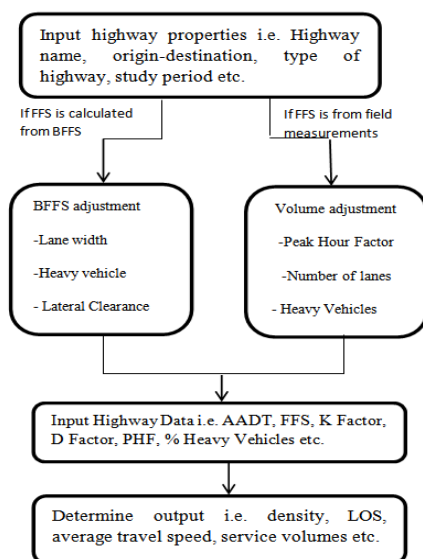 Input highway properties i.e. Highway
name, origin-destination, type of
highway, study period etc.
If FFS is calculated
from BFFS
If FFS is from field
measurements
BFFS adjustment
-Lane width
-Heavy vehicle
- Lateral Clearance
Volume adjustment
-Peak Hour Factor
-Number of lanes
- Heavy Vehicles
Input Highway Data i.e. AADT, FFS, K Factor,
D Factor, PHF, % Heavy Vehicles etc.
Determine output i.e. density, LOS,
average travel speed, service volumes etc.